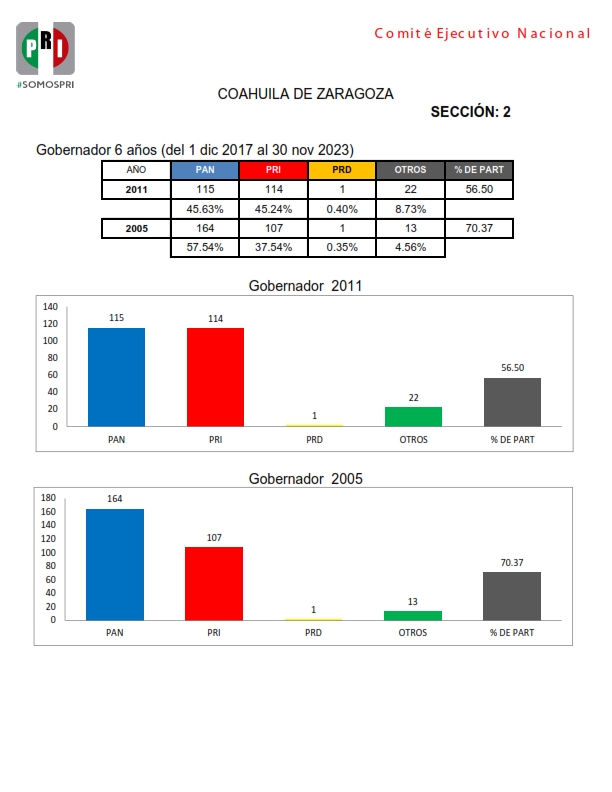 Comité Ejecutivo Nacional
PRI
#SOMOSPRI
COAHUILA DE ZARAGOZA
SECCIÓN: 2
Gobernador 6 años (del 1 dic 2017 al 30 nov 2023)
AÑO PAN PRI PRD OTROS % DE PART
2011 115 114 1 22 56.50
45.63% 45.24% 0.40% 8.73%
2005 164 107 1 13 70.37
57.54% 37.54% 0.35% 4.56%
Gobernador 2011
140
120
100
80
60
40
20
0
115
114
1
22
56.50
PAN PRI PRD OTROS % DE PART
Gobernador 2005
180
160
140
120
100
80
60
40
20
0
164
107
1
13
70.37
PAN PRI PRD OTROS % DE PART